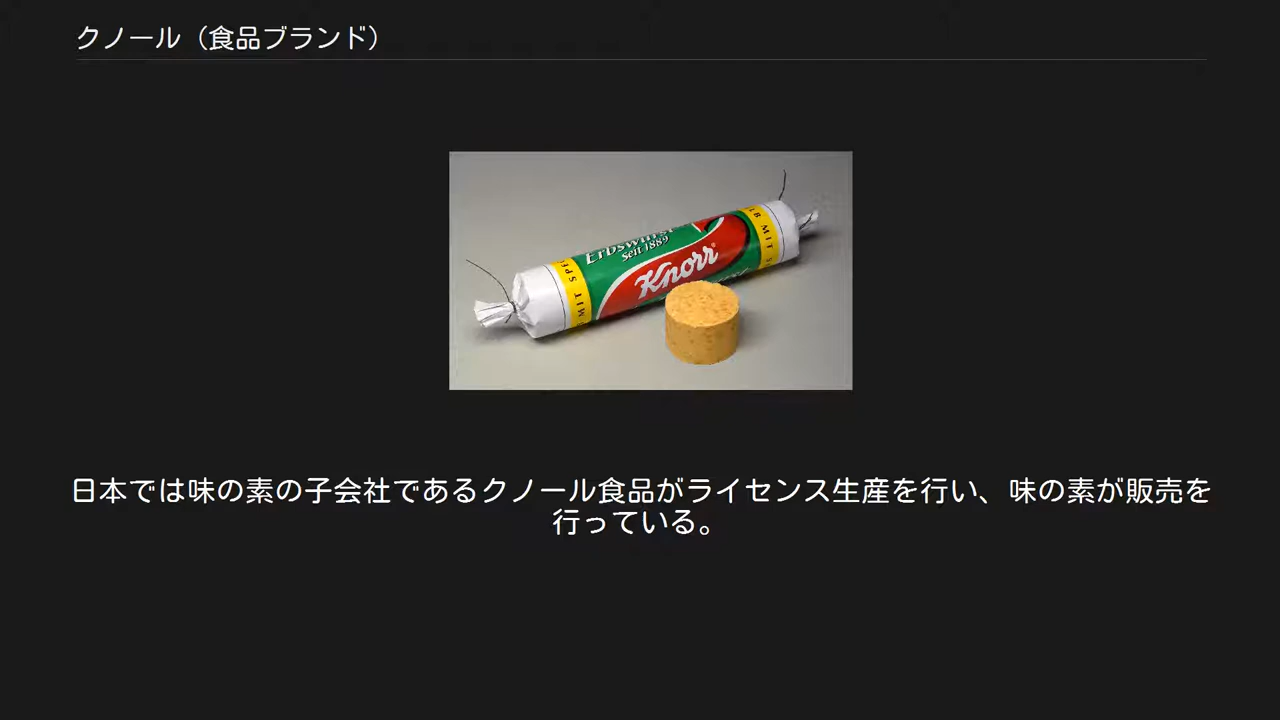 クノール（食品ブランド）
Erbswurst
Seit 1889
Knorr
日本では味の素の子会社であるクノール食品がライセンス生産を行い、味の素が販売を
行っている。